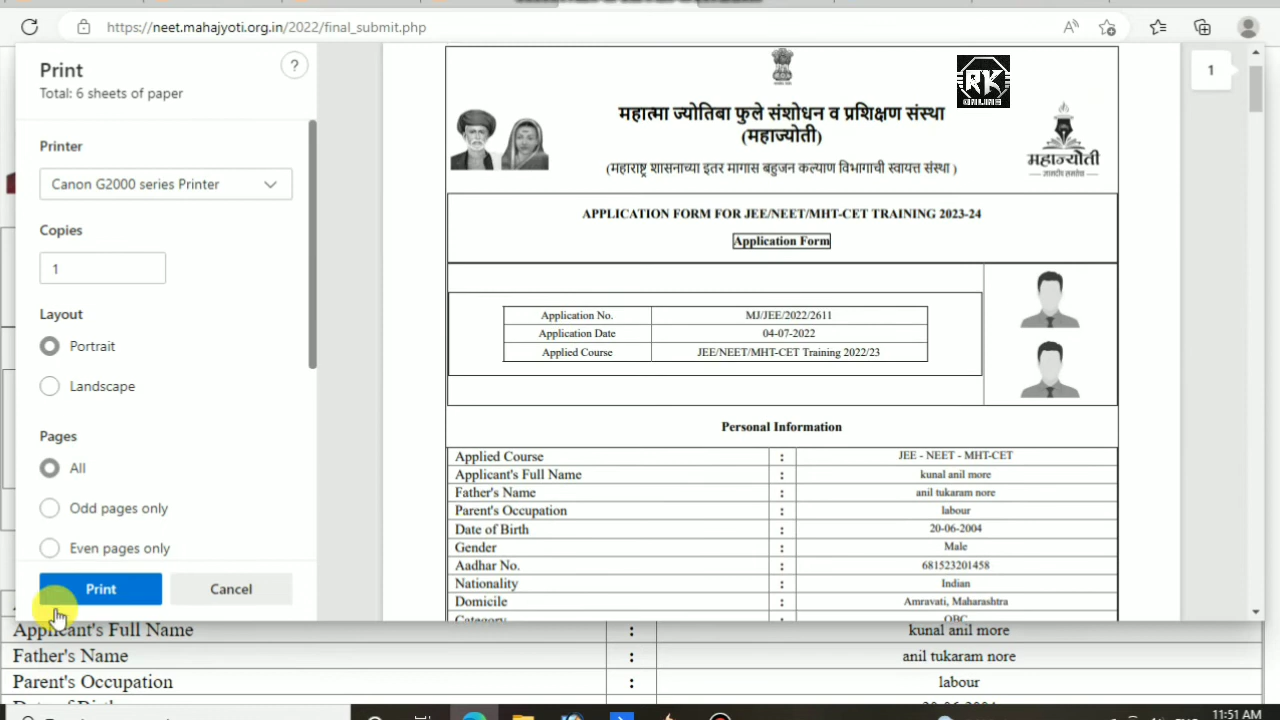 https://neet.mahajyoti.org.in/2022/final_submit.php
Print
?
Total: 6 sheets of paper
Printer
Canon G2000 series Printer
Copies
1
Layout
Portrait
Landscape
Pages
All
Odd pages only
Even pages only
Print Cancel
1
RK
ONLINE
महात्मा ज्योतिबा फुले संशोधन व प्रशिक्षण संस्था
(महाज्योती)
(महाराष्ट्र शासनाच्या इतर मागास बहुजन कल्याण विभागाची स्वायत्त संस्था )
महाज्योती
APPLICATION FORM FOR JEE/NEET/MHT-CET TRAINING 2023-24
Application Form
Application No. MJ/JEE/2022/2611
Application Date 04-07-2022
Applied Course JEE/NEET/MHT-CET Training 2022/23
Personal Information
Applied Course : JEE - NEET - MHT-CET
Applicant's Full Name : kunal anil more
Father's Name : anil tukaram nore
Parent's Occupation : labour
Date of Birth : 20-06-2004
Gender : Male
Aadhar No. : 681523201458
Nationality : Indian
Domicile : Amravati, Maharashtra
Category : OBC
Applicant's Full Name : kunal anil more
Father's Name : anil tukaram nore
Parent's Occupation : labour
11:51 AM